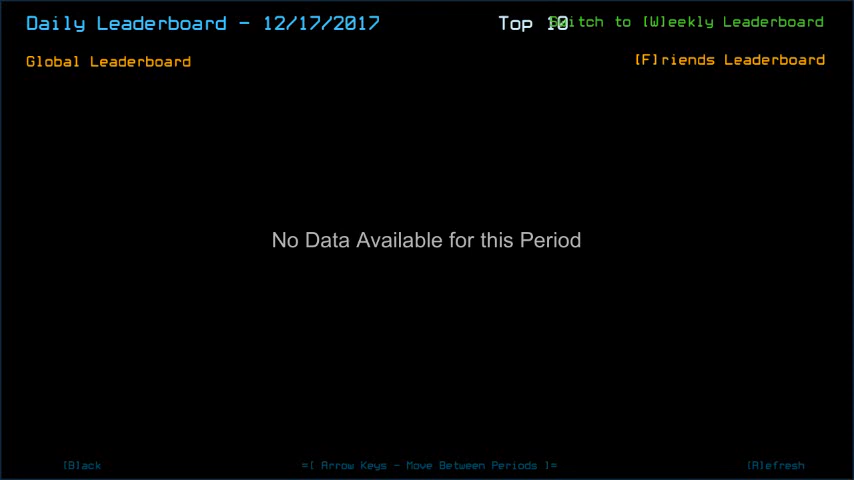 Daily Leaderboard - 12/17/2017 Top 10 Switch to [W]eekly Leaderboard
Global Leaderboard [F]riends Leaderboard
No Data Available for this Period
[B]ack =[ Arrow Keys - Move Between Periods ]= [R]efresh